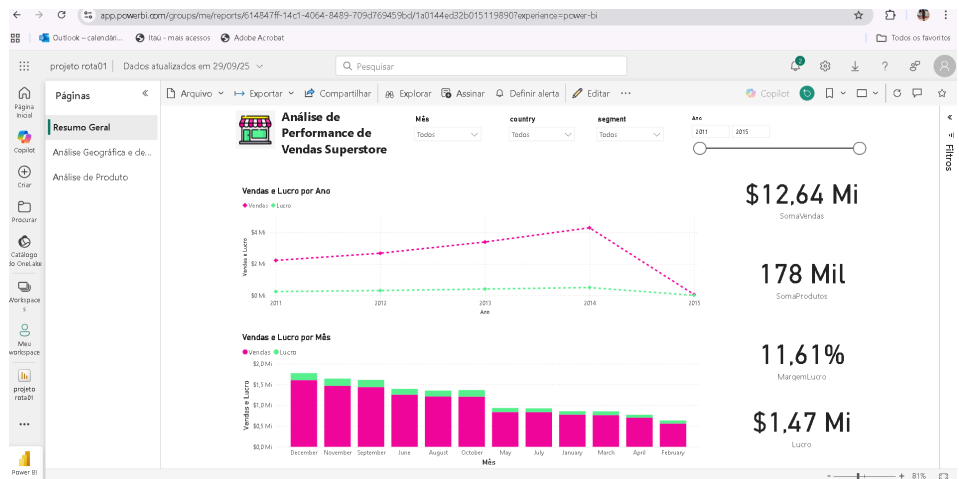 app.powerbi.com/groups/me/reports/614847ff-14c1-4064-8489-709d769459bd/1a0144ed32b015119890?experience=power-bi
Outlook – calendári...
Itaú - mais acessos
Adobe Acrobat
Todos os favoritos
projeto rota01
Dados atualizados em 29/09/25
Pesquisar
2
Página
Inicial
Copilot
Criar
Procurar
Catálogo
do OneLake
Workspace
s
Meu
workspace
projeto
rota01
Power BI
Páginas
Resumo Geral
Análise Geográfica e de...
Análise de Produto
Arquivo
Exportar
Compartilhar
Explorar
Assinar
Definir alerta
Editar
Copilot
Análise de
Performance de
Vendas Superstore
Mês
Todos
country
Todos
segment
Todos
Ano
2011
2015
Filtros
Vendas e Lucro por Ano
Vendas
Lucro
Vendas e Lucro
$4 Mi
$2 Mi
$0 Mi
2011
2012
2013
2014
2015
Ano
Vendas e Lucro por Mês
Vendas
Lucro
Vendas e Lucro
$2,0 Mi
$1,5 Mi
$1,0 Mi
$0,5 Mi
$0,0 Mi
December
November
September
June
August
October
May
July
January
March
April
February
Mês
$12,64 Mi
SomaVendas
178 Mil
SomaProdutos
11,61%
MargemLucro
$1,47 Mi
Lucro
81%